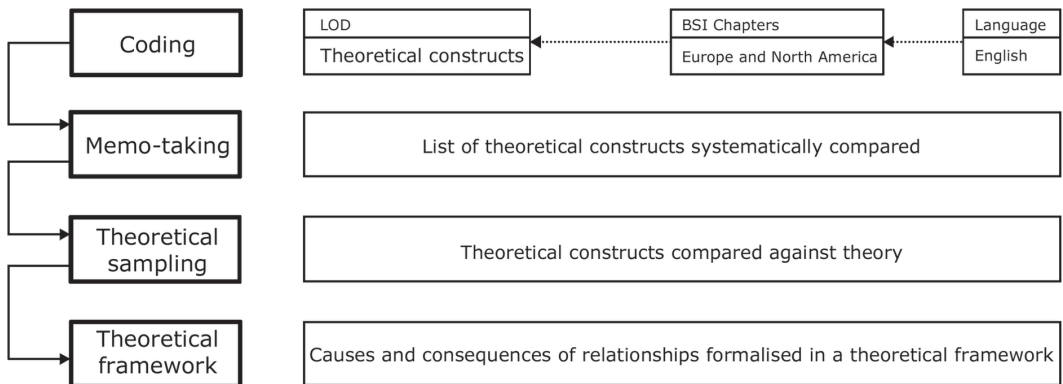 Coding
LOD
Theoretical constructs
BSI Chapters
Europe and North America
Language
English
Memo-taking
List of theoretical constructs systematically compared
Theoretical
sampling
Theoretical constructs compared against theory
Theoretical
framework
Causes and consequences of relationships formalised in a theoretical framework